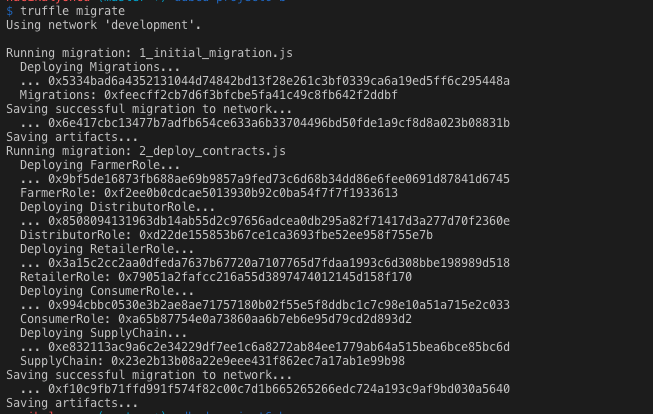 $ truffle migrate
Using network 'development'.
Running migration: 1_initial_migration.js
Deploying Migrations...
... 0x5334bad6a4352131044d74842bd13f28e261c3bf0339ca6a19ed5ff6c295448a
Migrations: 0xfeecff2cb7d6f3bfcbe5fa41c49c8fb642f2ddbf
Saving successful migration to network...
... 0x6e417cbc13477b7adfb654ce633a6b33704496bd50fde1a9cf8d8a023b08831b
Saving artifacts...
Running migration: 2_deploy_contracts.js
Deploying FarmerRole...
... 0x9bf5de16873fb688ae69b9857a9fed73c6d68b34dd86e6fee0691d87841d6745
FarmerRole: 0xf2ee0b0cdcae5013930b92c0ba54f7f7f1933613
Deploying DistributorRole...
... 0x8508094131963db14ab55d2c97656adcea0db295a82f71417d3a277d70f2360e
DistributorRole: 0xd22de155853b67ce1ca3693fbe52ee958f755e7b
Deploying RetailerRole...
... 0x3a15c2cc2aa0dfeda7637b67720a7107765d7fdaa1993c6d308bbe198989d518
RetailerRole: 0x79051a2fafcc216a55d3897474012145d158f170
Deploying ConsumerRole...
... 0x994cbbc0530e3b2ae8ae71757180b02f55e5f8ddbc1c7c98e10a51a715e2c033
ConsumerRole: 0xa65b87754e0a73860aa6b7eb6e95d79cd2d893d2
Deploying SupplyChain...
... 0xe832113ac9a6c2e34229df7ee1c6a8272ab84ee1779ab64a515bea6bce85bc6d
SupplyChain: 0x23e2b13b08a22e9eee431f862ec7a17ab1e99b98
Saving successful migration to network...
... 0xf10c9fb71ffd991f574f82c00c7d1b665265266edc724a193c9af9bd030a5640
Saving artifacts...